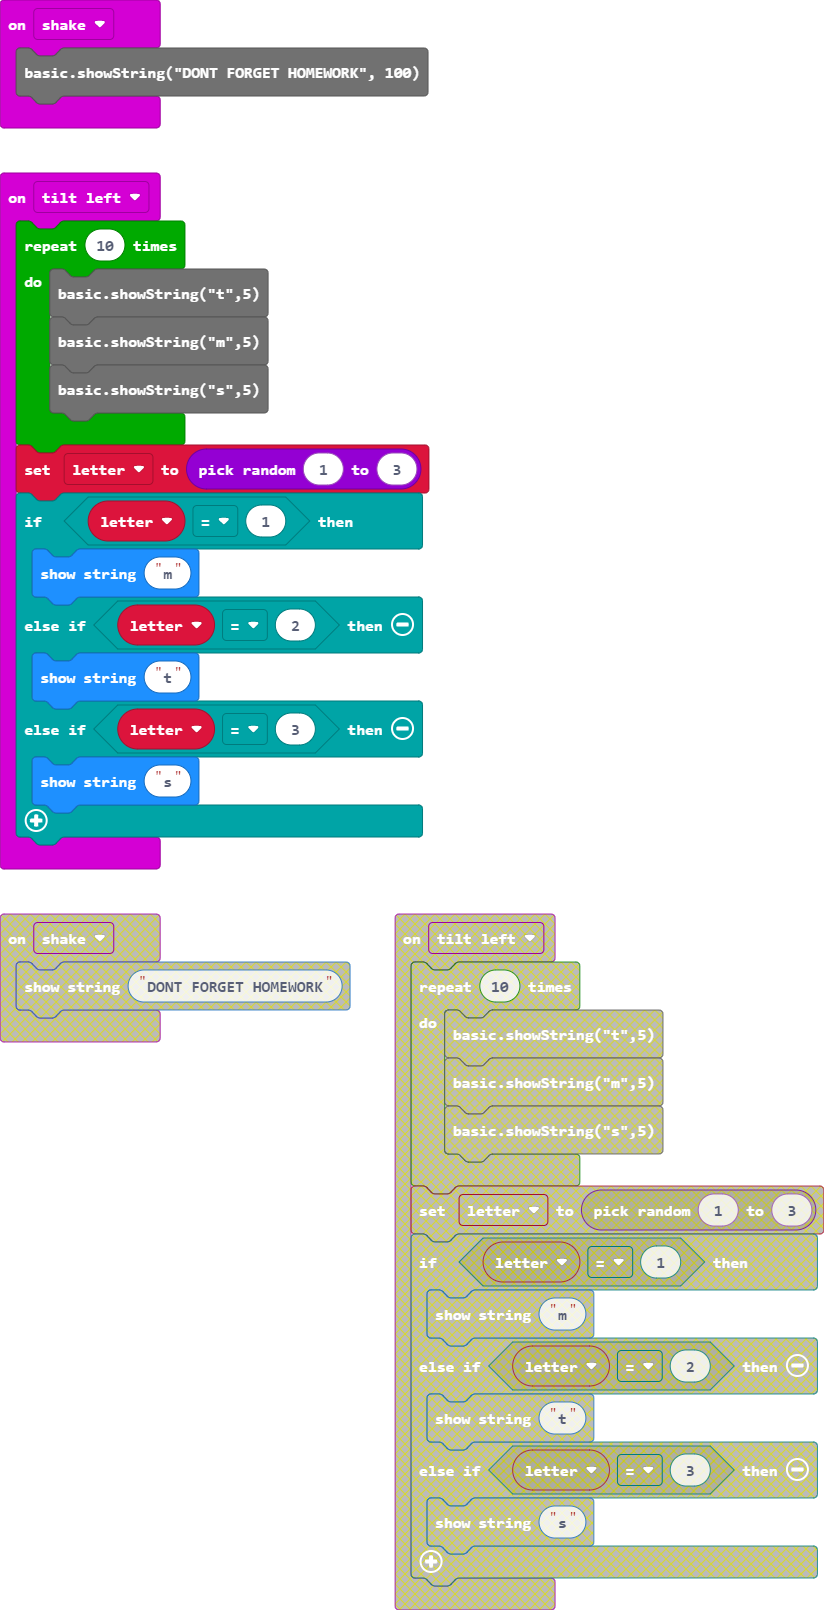 on shake
basic.showString("DONT FORGET HOMEWORK", 100)
on tilt left
repeat 10 times
do
basic.showString("t",5)
basic.showString("m",5)
basic.showString("s",5)
set letter to pick random 1 to 3
if letter = 1 then
show string "m"
else if letter = 2 then
show string "t"
else if letter = 3 then
show string "s"
on shake
show string "DONT FORGET HOMEWORK"
on tilt left
repeat 10 times
do
basic.showString("t",5)
basic.showString("m",5)
basic.showString("s",5)
set letter to pick random 1 to 3
if letter = 1 then
show string "m"
else if letter = 2 then
show string "t"
else if letter = 3 then
show string "s"